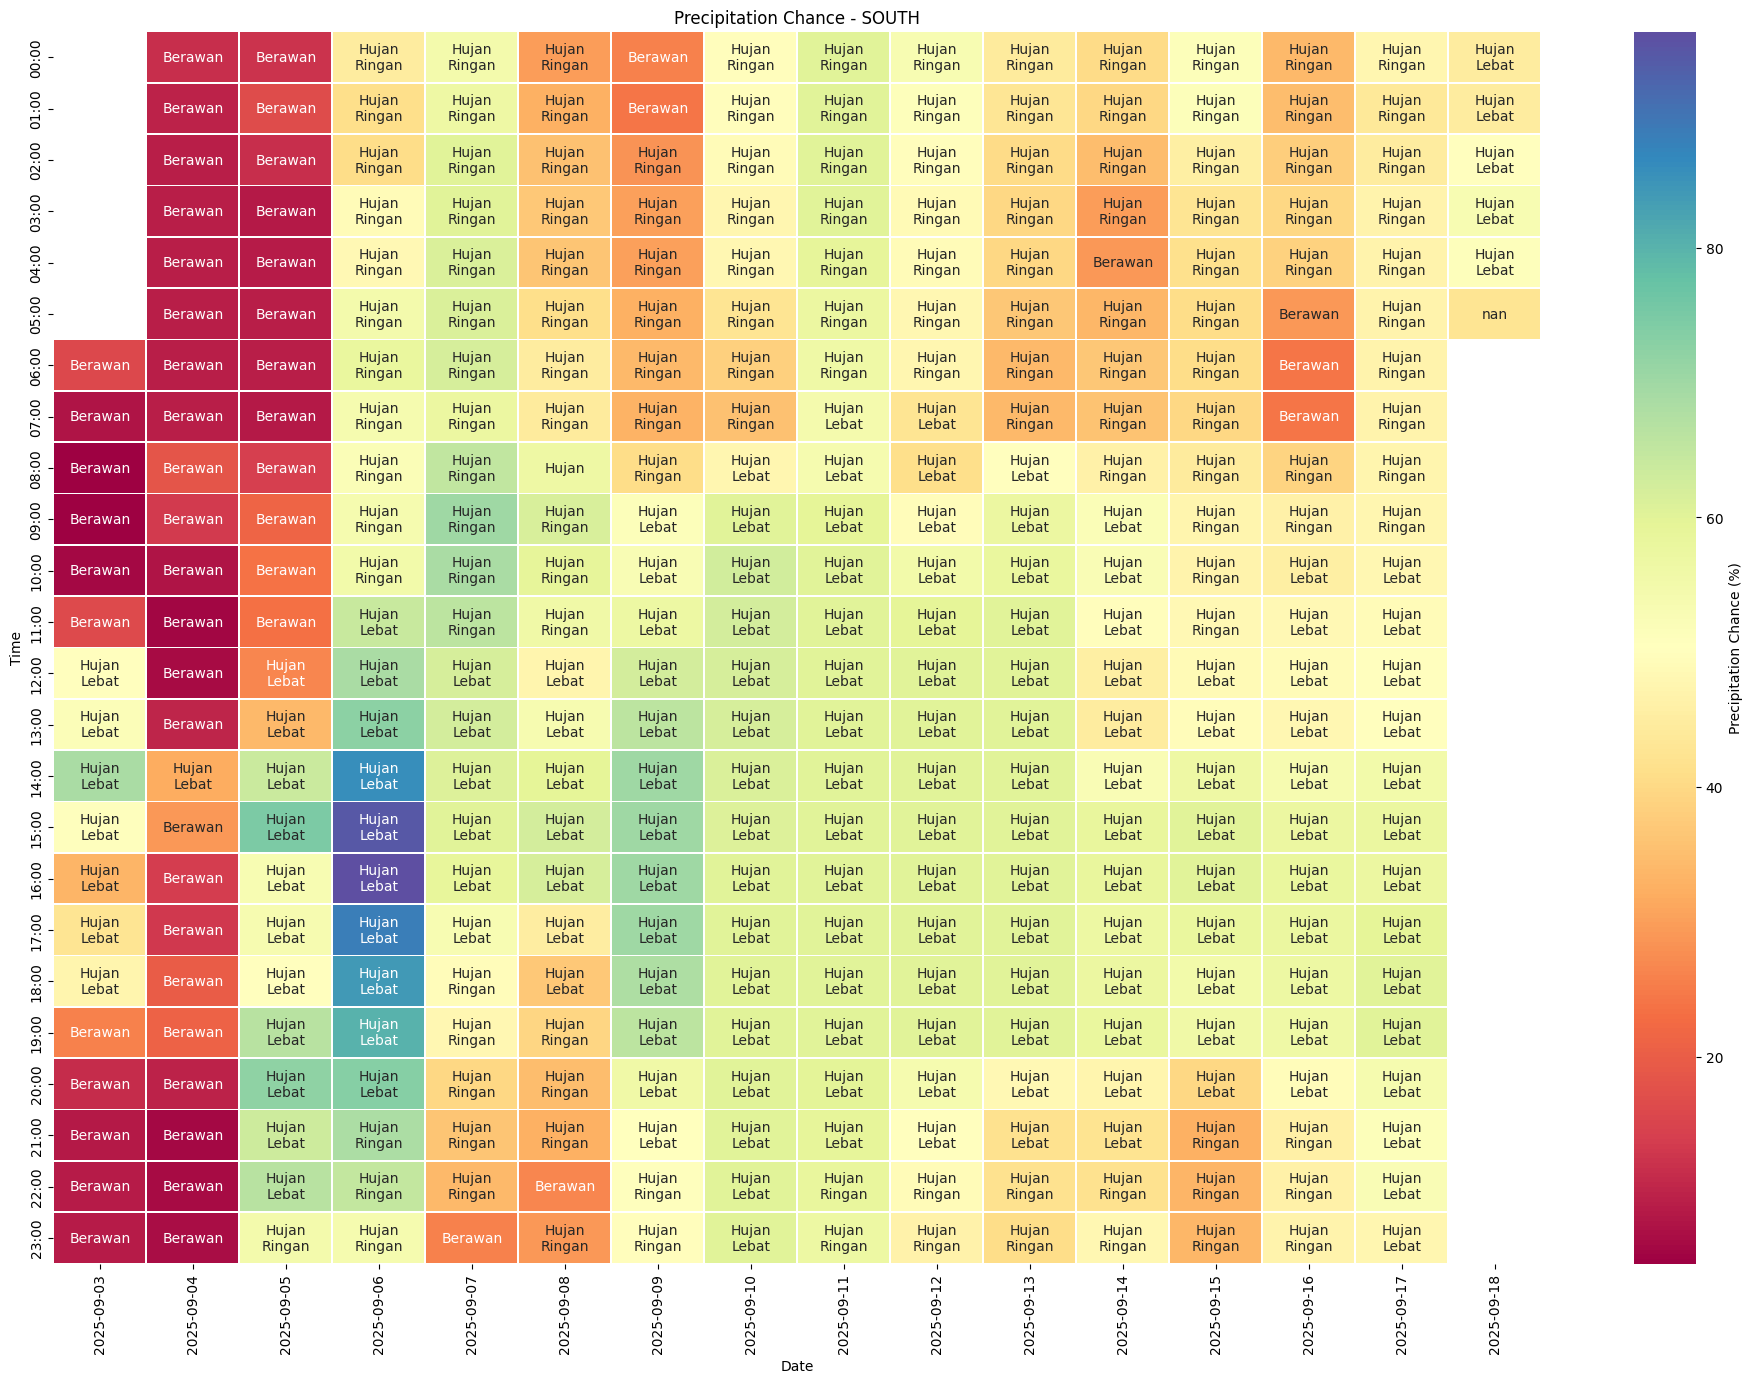 Precipitation Chance - SOUTH
00:00 Berawan Berawan Hujan Ringan Hujan Ringan Hujan Ringan Berawan Hujan Ringan Hujan Ringan Hujan Ringan Hujan Ringan Hujan Ringan Hujan Ringan Hujan Ringan Hujan Ringan Hujan Lebat
01:00 Berawan Berawan Hujan Ringan Hujan Ringan Hujan Ringan Berawan Hujan Ringan Hujan Ringan Hujan Ringan Hujan Ringan Hujan Ringan Hujan Ringan Hujan Ringan Hujan Ringan Hujan Lebat
02:00 Berawan Berawan Hujan Ringan Hujan Ringan Hujan Ringan Hujan Ringan Hujan Ringan Hujan Ringan Hujan Ringan Hujan Ringan Hujan Ringan Hujan Ringan Hujan Ringan Hujan Ringan Hujan Lebat
03:00 Berawan Berawan Hujan Ringan Hujan Ringan Hujan Ringan Hujan Ringan Hujan Ringan Hujan Ringan Hujan Ringan Hujan Ringan Hujan Ringan Hujan Ringan Hujan Ringan Hujan Ringan Hujan Lebat
04:00 Berawan Berawan Hujan Ringan Hujan Ringan Hujan Ringan Hujan Ringan Hujan Ringan Hujan Ringan Hujan Ringan Hujan Ringan Berawan Hujan Ringan Hujan Ringan Hujan Ringan Hujan Lebat
05:00 Berawan Berawan Hujan Ringan Hujan Ringan Hujan Ringan Hujan Ringan Hujan Ringan Hujan Ringan Hujan Ringan Hujan Ringan Hujan Ringan Hujan Ringan Berawan Hujan Ringan nan
06:00 Berawan Berawan Berawan Hujan Ringan Hujan Ringan Hujan Ringan Hujan Ringan Hujan Ringan Hujan Ringan Hujan Ringan Hujan Ringan Hujan Ringan Hujan Ringan Berawan Hujan Ringan
07:00 Berawan Berawan Berawan Hujan Ringan Hujan Ringan Hujan Ringan Hujan Ringan Hujan Ringan Hujan Lebat Hujan Lebat Hujan Ringan Hujan Ringan Hujan Ringan Berawan Hujan Ringan
08:00 Berawan Berawan Berawan Hujan Ringan Hujan Ringan Hujan Hujan Ringan Hujan Lebat Hujan Lebat Hujan Lebat Hujan Lebat Hujan Ringan Hujan Ringan Hujan Ringan Hujan Ringan
09:00 Berawan Berawan Berawan Hujan Ringan Hujan Ringan Hujan Ringan Hujan Lebat Hujan Lebat Hujan Lebat Hujan Lebat Hujan Lebat Hujan Lebat Hujan Ringan Hujan Ringan Hujan Ringan
10:00 Berawan Berawan Berawan Hujan Ringan Hujan Ringan Hujan Ringan Hujan Lebat Hujan Lebat Hujan Lebat Hujan Lebat Hujan Lebat Hujan Lebat Hujan Ringan Hujan Lebat Hujan Lebat
11:00 Berawan Berawan Berawan Hujan Lebat Hujan Ringan Hujan Ringan Hujan Lebat Hujan Lebat Hujan Lebat Hujan Lebat Hujan Lebat Hujan Lebat Hujan Ringan Hujan Lebat Hujan Lebat
12:00 Hujan Lebat Berawan Hujan Lebat Hujan Lebat Hujan Lebat Hujan Lebat Hujan Lebat Hujan Lebat Hujan Lebat Hujan Lebat Hujan Lebat Hujan Lebat Hujan Lebat Hujan Lebat Hujan Lebat
13:00 Hujan Lebat Berawan Hujan Lebat Hujan Lebat Hujan Lebat Hujan Lebat Hujan Lebat Hujan Lebat Hujan Lebat Hujan Lebat Hujan Lebat Hujan Lebat Hujan Lebat Hujan Lebat Hujan Lebat
14:00 Hujan Lebat Hujan Lebat Hujan Lebat Hujan Lebat Hujan Lebat Hujan Lebat Hujan Lebat Hujan Lebat Hujan Lebat Hujan Lebat Hujan Lebat Hujan Lebat Hujan Lebat Hujan Lebat Hujan Lebat
15:00 Hujan Lebat Berawan Hujan Lebat Hujan Lebat Hujan Lebat Hujan Lebat Hujan Lebat Hujan Lebat Hujan Lebat Hujan Lebat Hujan Lebat Hujan Lebat Hujan Lebat Hujan Lebat Hujan Lebat
16:00 Hujan Lebat Berawan Hujan Lebat Hujan Lebat Hujan Lebat Hujan Lebat Hujan Lebat Hujan Lebat Hujan Lebat Hujan Lebat Hujan Lebat Hujan Lebat Hujan Lebat Hujan Lebat Hujan Lebat
17:00 Hujan Lebat Berawan Hujan Lebat Hujan Lebat Hujan Lebat Hujan Lebat Hujan Lebat Hujan Lebat Hujan Lebat Hujan Lebat Hujan Lebat Hujan Lebat Hujan Lebat Hujan Lebat Hujan Lebat
18:00 Hujan Lebat Berawan Hujan Lebat Hujan Lebat Hujan Ringan Hujan Lebat Hujan Lebat Hujan Lebat Hujan Lebat Hujan Lebat Hujan Lebat Hujan Lebat Hujan Lebat Hujan Lebat Hujan Lebat
19:00 Berawan Berawan Hujan Lebat Hujan Lebat Hujan Ringan Hujan Ringan Hujan Lebat Hujan Lebat Hujan Lebat Hujan Lebat Hujan Lebat Hujan Lebat Hujan Lebat Hujan Lebat Hujan Lebat
20:00 Berawan Berawan Hujan Lebat Hujan Lebat Hujan Ringan Hujan Ringan Hujan Lebat Hujan Lebat Hujan Lebat Hujan Lebat Hujan Lebat Hujan Lebat Hujan Lebat Hujan Lebat Hujan Lebat
21:00 Berawan Berawan Hujan Lebat Hujan Ringan Hujan Ringan Hujan Ringan Hujan Lebat Hujan Lebat Hujan Lebat Hujan Lebat Hujan Lebat Hujan Lebat Hujan Ringan Hujan Ringan Hujan Lebat
22:00 Berawan Berawan Hujan Lebat Hujan Ringan Hujan Ringan Berawan Hujan Ringan Hujan Lebat Hujan Ringan Hujan Ringan Hujan Ringan Hujan Ringan Hujan Ringan Hujan Ringan Hujan Lebat
23:00 Berawan Berawan Hujan Ringan Hujan Ringan Berawan Hujan Ringan Hujan Ringan Hujan Lebat Hujan Ringan Hujan Ringan Hujan Ringan Hujan Ringan Hujan Ringan Hujan Ringan Hujan Lebat
2025-09-03 2025-09-04 2025-09-05 2025-09-06 2025-09-07 2025-09-08 2025-09-09 2025-09-10 2025-09-11 2025-09-12 2025-09-13 2025-09-14 2025-09-15 2025-09-16 2025-09-17 2025-09-18
Time
Date
80
60
40
20
Precipitation Chance (%)